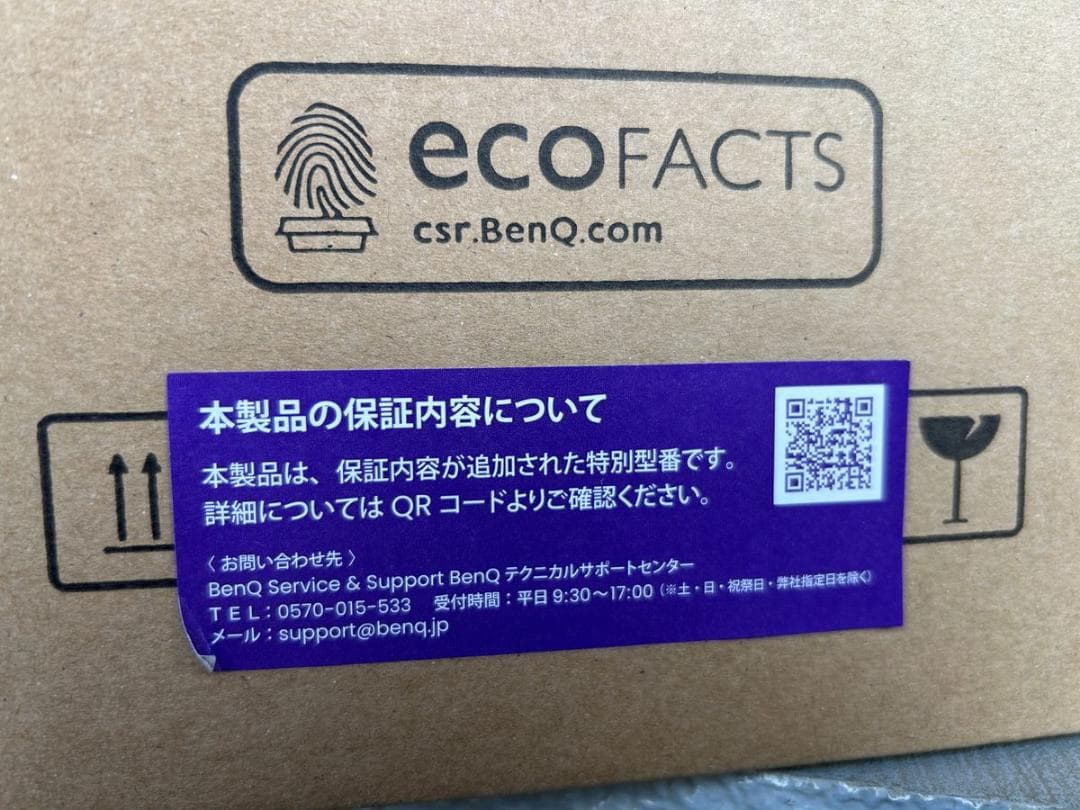 ecoFACTS
csr.BenQ.com
本製品の保証内容について
本製品は、保証内容が追加された特別型番です。
詳細については QR コードよりご確認ください。
〈 お問い合わせ先 〉
BenQ Service & Support BenQ テクニカルサポートセンター
TEL：0570-015-533 受付時間：平日 9:30～17:00（※土・日・祝祭日・弊社指定日を除く）
メール：support@benq.jp